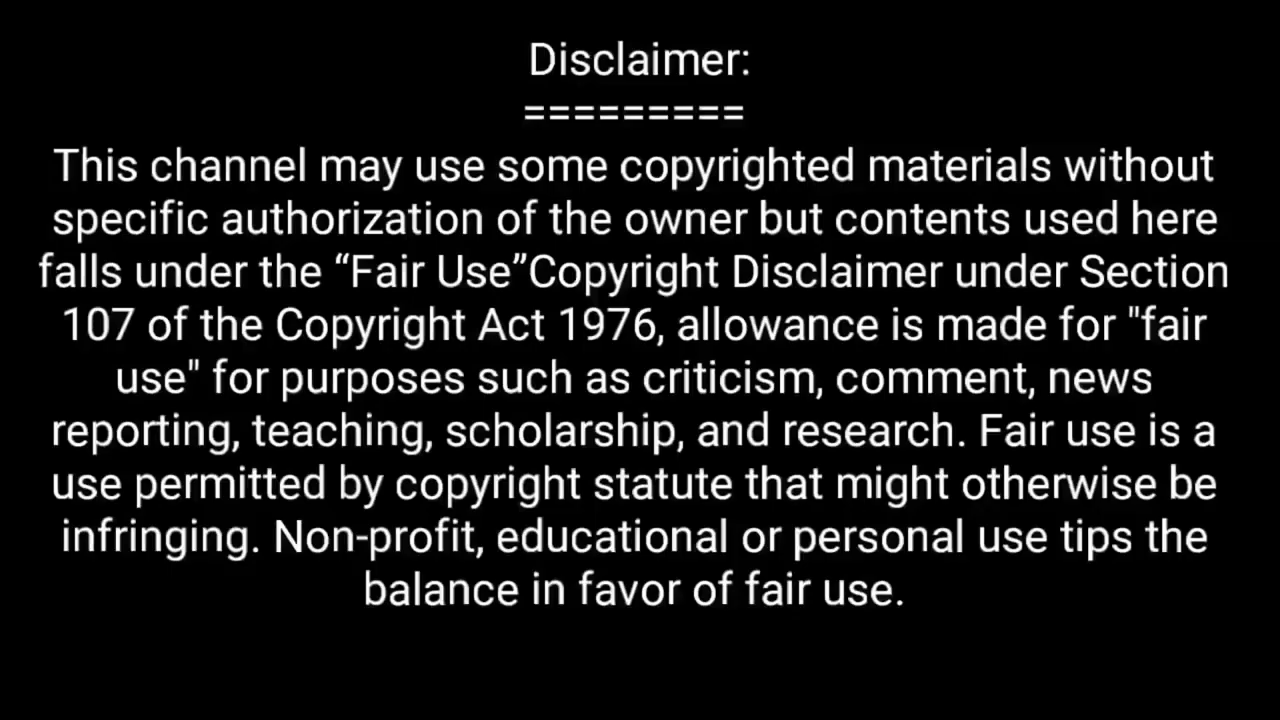 Disclaimer:
=========
This channel may use some copyrighted materials without
specific authorization of the owner but contents used here
falls under the “Fair Use”Copyright Disclaimer under Section
107 of the Copyright Act 1976, allowance is made for "fair
use" for purposes such as criticism, comment, news
reporting, teaching, scholarship, and research. Fair use is a
use permitted by copyright statute that might otherwise be
infringing. Non-profit, educational or personal use tips the
balance in favor of fair use.